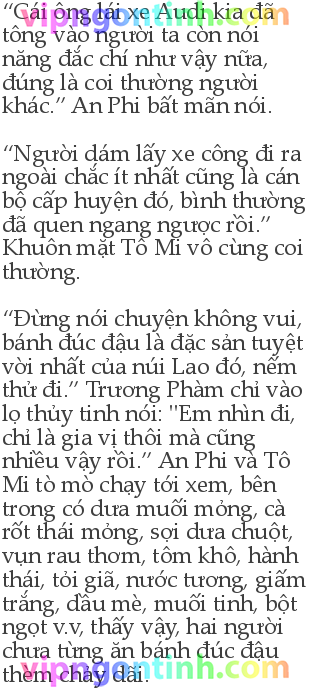 “Cái ông lái xe Audi kia đã
tông vào người ta còn nói
năng đắc chí như vậy nữa,
đúng là coi thường người
khác.” An Phi bất mãn nói.
“Người dám lấy xe công đi ra
ngoài chắc ít nhất cũng là cán
bộ cấp huyện đó, bình thường
đã quen ngang ngược rồi.”
Khuôn mặt Tô Mi vô cùng coi
thường.
“Đừng nói chuyện không vui,
bánh đúc đậu là đặc sản tuyệt
vời nhất của núi Lao đó, nếm
thử đi.” Trương Phàm chỉ vào
lọ thủy tinh nói: "Em nhìn đi,
chỉ là gia vị thôi mà cũng
nhiều vậy rồi.” An Phi và Tô
Mi tò mò chạy tới xem, bên
trong có dưa muối mỏng, cà
rốt thái mỏng, sợi dưa chuột,
vụn rau thơm, tôm khô, hành
thái, tỏi giã, nước tương, giấm
trắng, dầu mè, muối tinh, bột
ngọt v.v, thấy vậy, hai người
chưa từng ăn bánh đúc đậu
thèm chảy dãi.
vipngontinh.com
vipngontinh.com